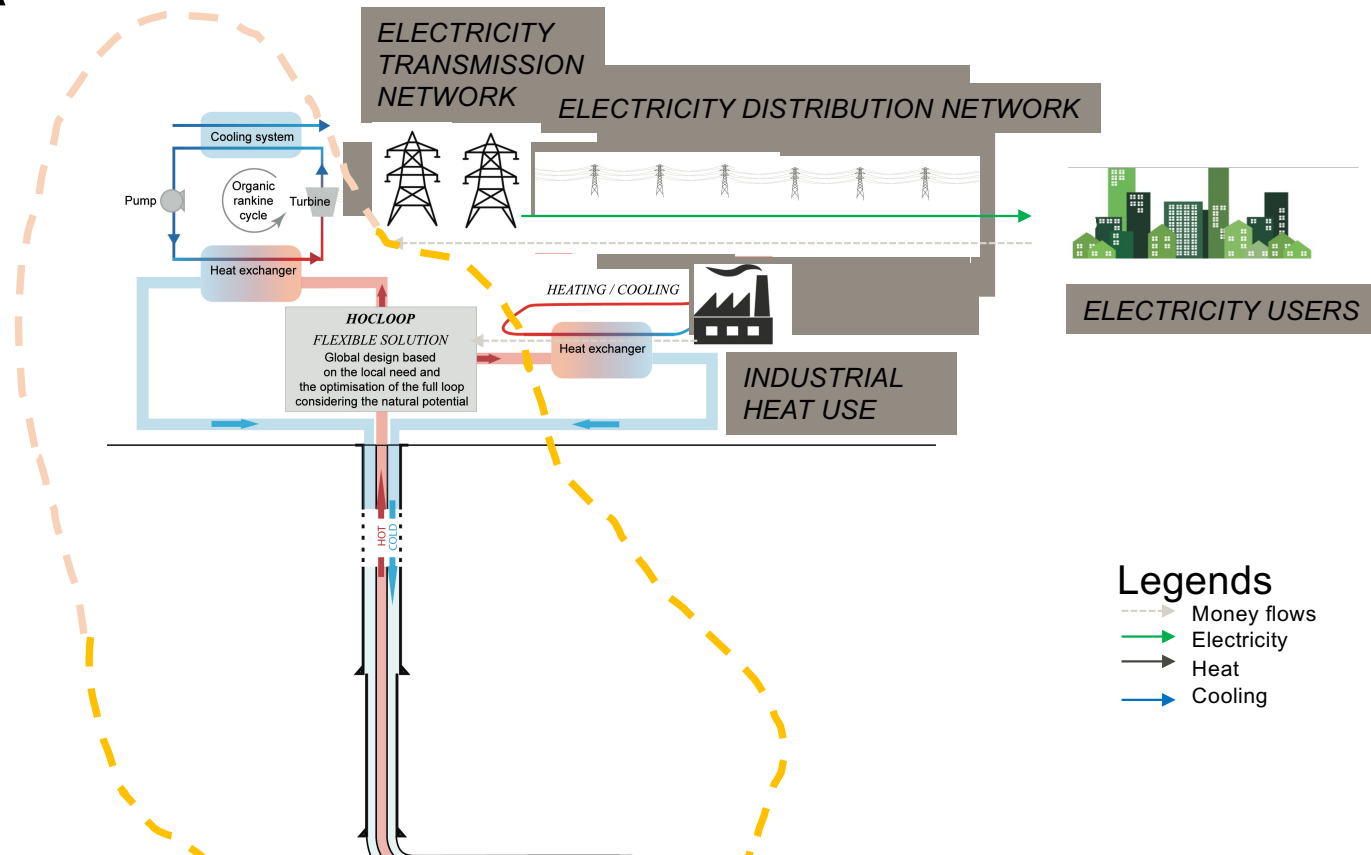 ELECTRICITY
TRANSMISSION
NETWORK
ELECTRICITY DISTRIBUTION NETWORK
Cooling system
Pump
Organic
rankine
cycle
Turbine
Heat exchanger
HEATING / COOLING
HOCLOOP
FLEXIBLE SOLUTION
Global design based
on the local need and
the optimisation of the full loop
considering the natural potential
Heat exchanger
ELECTRICITY USERS
INDUSTRIAL
HEAT USE
HOT
COLD
Legends
Money flows
Electricity
Heat
Cooling